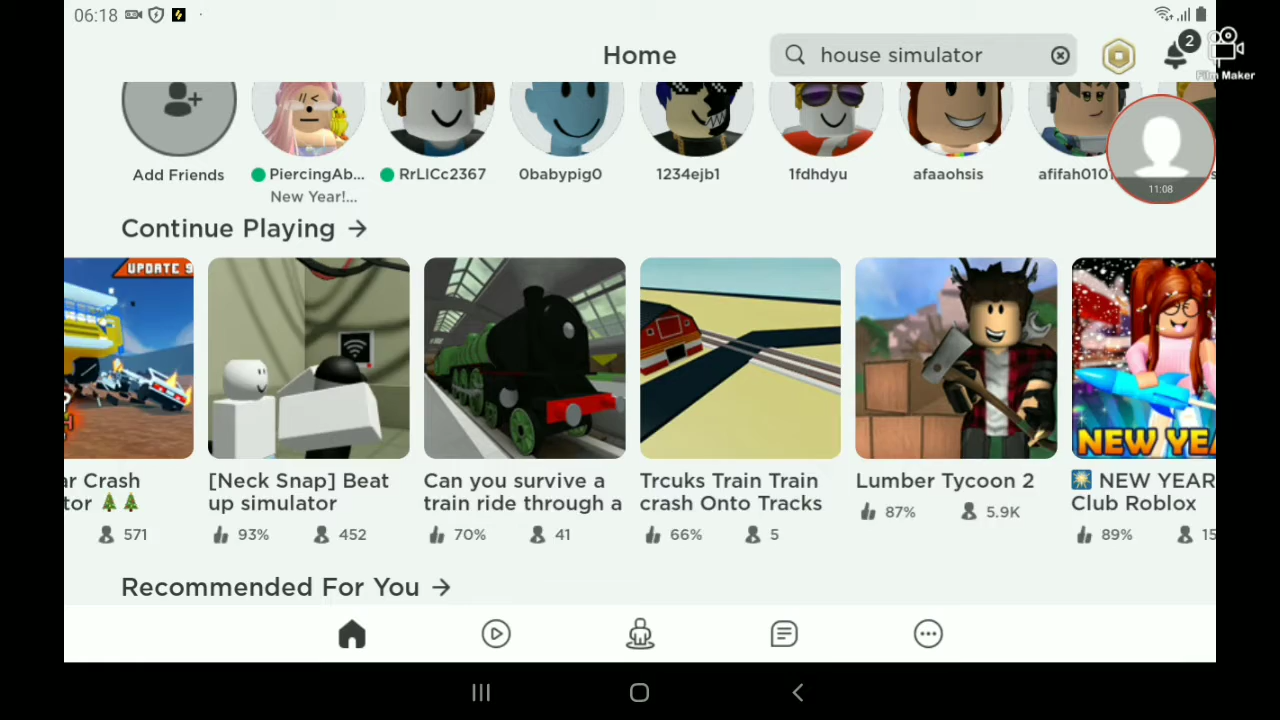 06:18
Home
house simulator
2
Film Maker
Add Friends
PiercingAb...
New Year!...
RrLICc2367
0babypig0
1234ejb1
1fdhdyu
afaaohsis
afifah010
11:08
Continue Playing →
UPDATE 9
ar Crash
tor
571
[Neck Snap] Beat
up simulator
93% 452
Can you survive a
train ride through a
70% 41
Trcuks Train Train
crash Onto Tracks
66% 5
Lumber Tycoon 2
87% 5.9K
NEW YEA
NEW YEAR
Club Roblox
89% 15
Recommended For You →